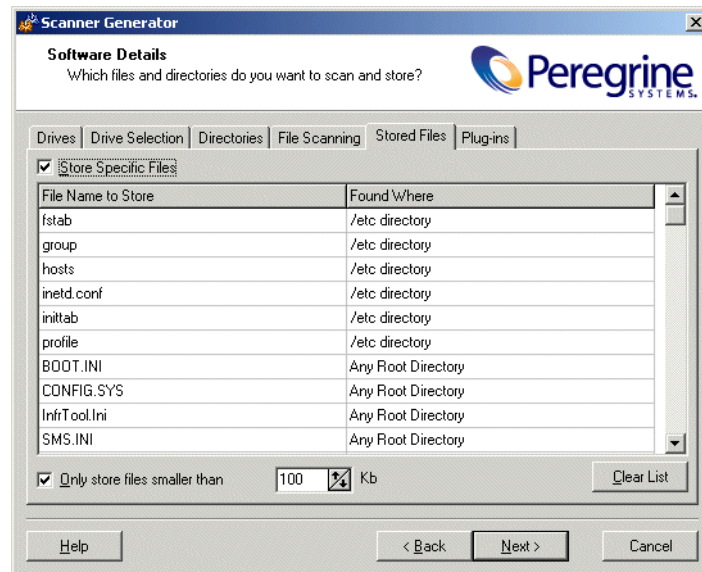 Scanner Generator
Software Details
Which files and directories do you want to scan and store?
Peregrine
SYSTEMS.
Drives Drive Selection Directories File Scanning Stored Files Plug-ins
Store Specific Files
File Name to Store Found Where
fstab /etc directory
group /etc directory
hosts /etc directory
inetd.conf /etc directory
inittab /etc directory
profile /etc directory
BOOT.INI Any Root Directory
CONFIG.SYS Any Root Directory
InfrTool.Ini Any Root Directory
SMS.INI Any Root Directory
Only store files smaller than 100 Kb Clear List
Help < Back Next > Cancel